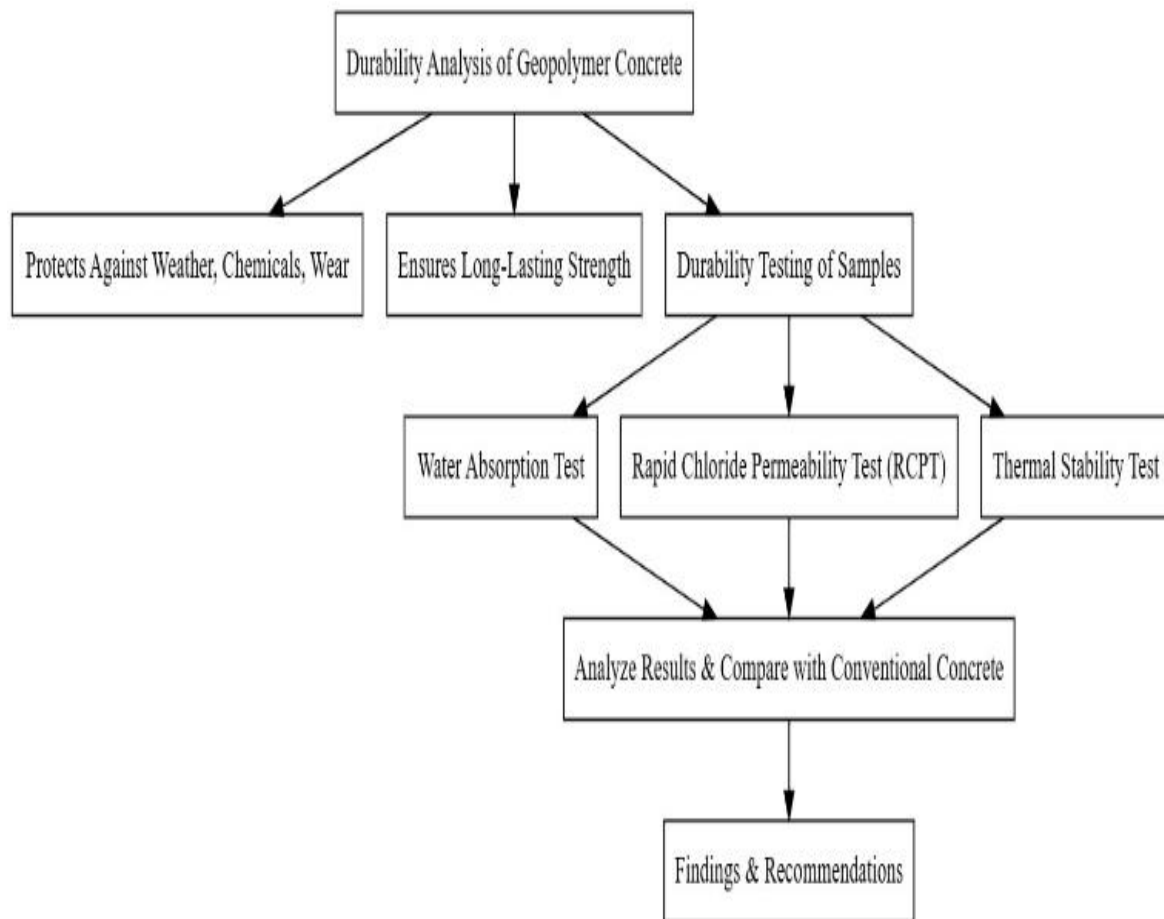 Durability Analysis of Geopolymer Concrete
Protects Against Weather, Chemicals, Wear
Ensures Long-Lasting Strength
Durability Testing of Samples
Water Absorption Test
Rapid Chloride Permeability Test (RCPT)
Thermal Stability Test
Analyze Results & Compare with Conventional Concrete
Findings & Recommendations